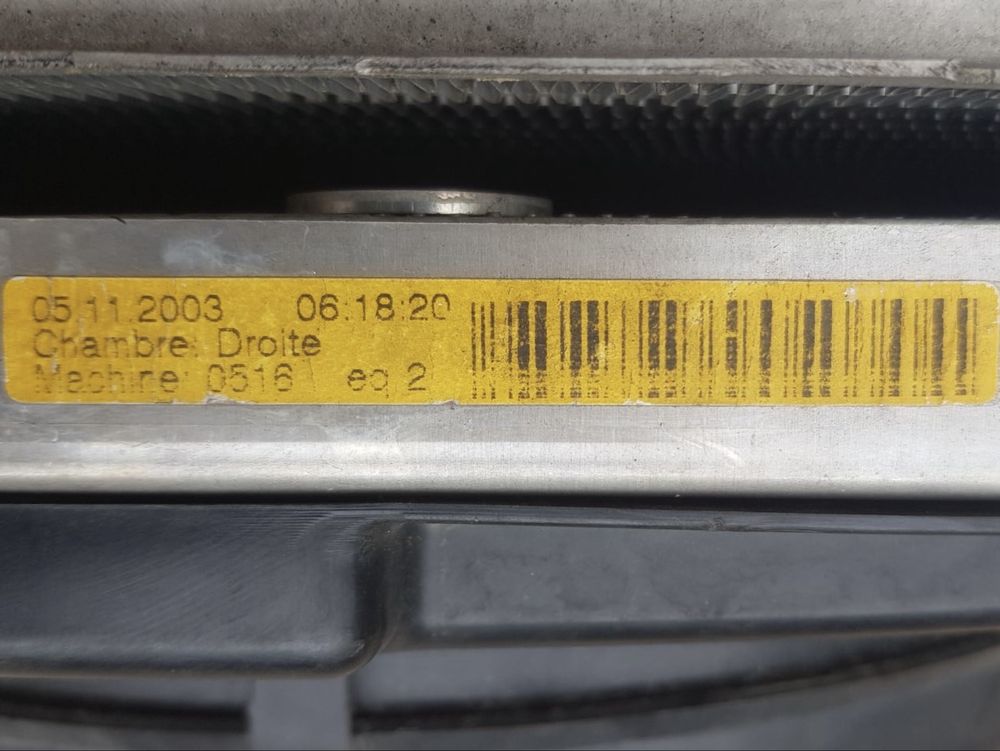 05.11.2003 06:18:20
Chambre: Droite
Machine: 0516 eq 2